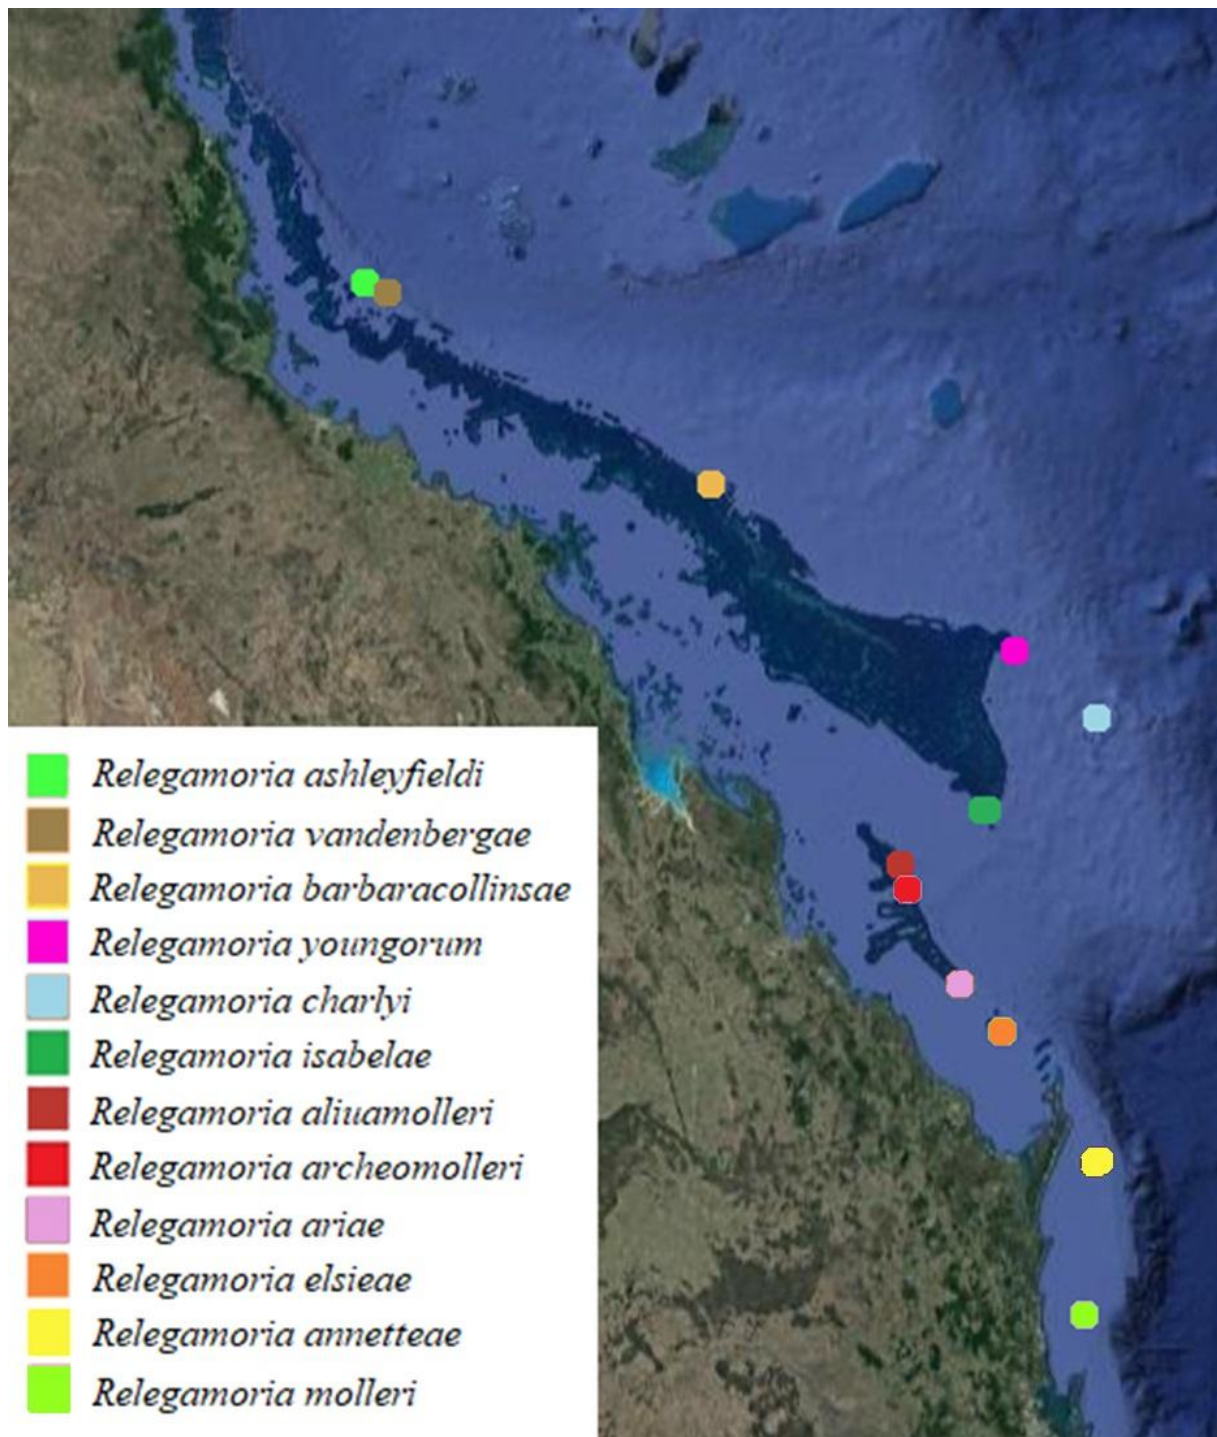 Relegamoria ashleyfieldi
Relegamoria vandenbergae
Relegamoria barbaracollinsae
Relegamoria youngorum
Relegamoria charlyi
Relegamoria isabelae
Relegamoria aliuamolleri
Relegamoria archeomolleri
Relegamoria ariae
Relegamoria elsieae
Relegamoria annetteae
Relegamoria molleri